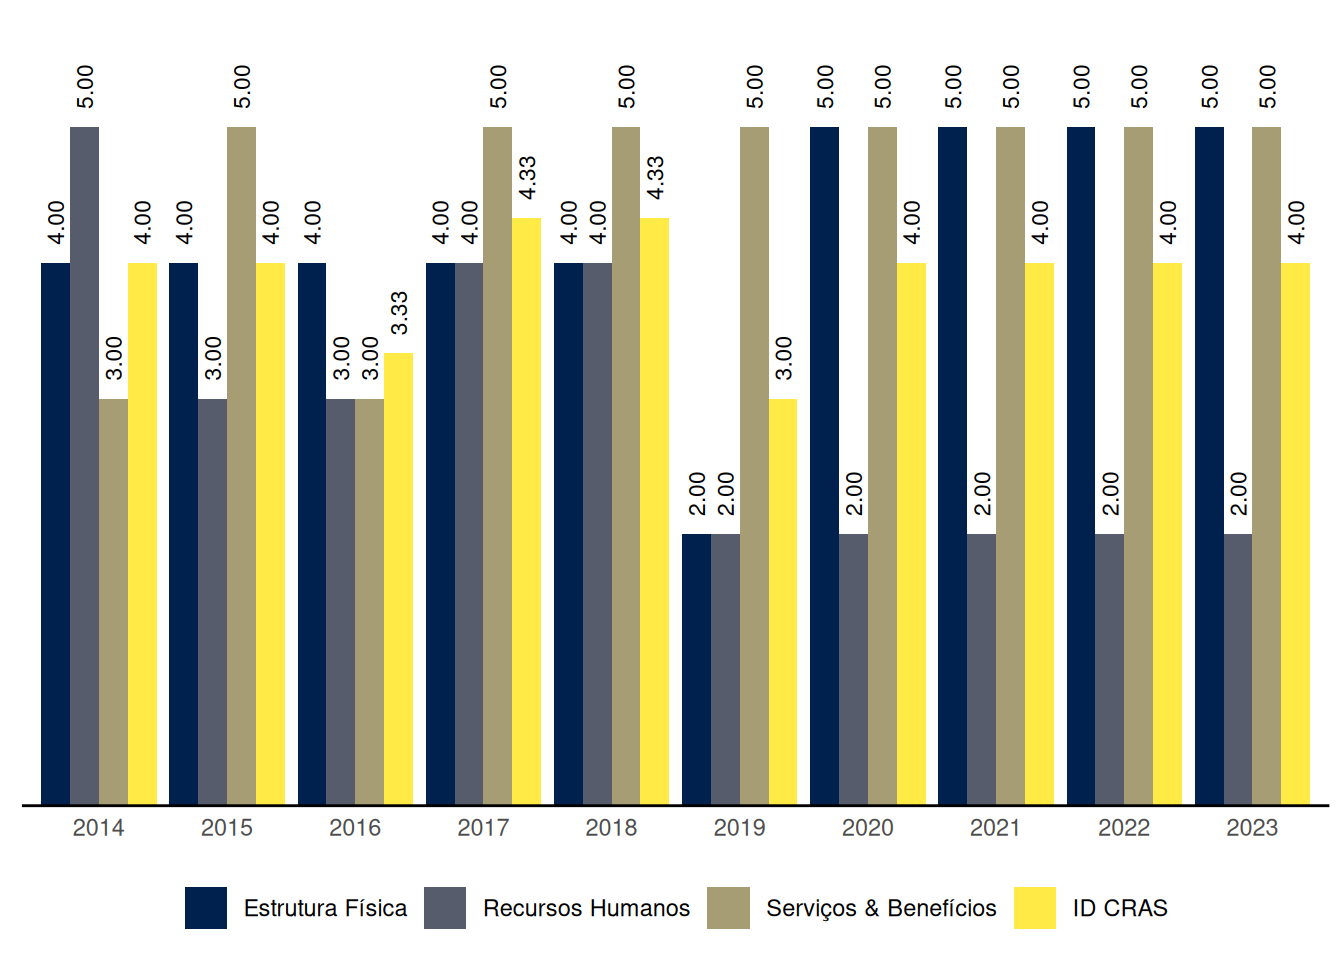 5.00 5.00 5.00 5.00 5.00 5.00 5.00 5.00 5.00 5.00 5.00 5.00 5.00
4.33 4.33
4.00 4.00 4.00 4.00 4.00 4.00 4.00 4.00 4.00 4.00 4.00 4.00 4.00
3.33
3.00 3.00 3.00 3.00 3.00
2.00 2.00 2.00 2.00 2.00 2.00
2014 2015 2016 2017 2018 2019 2020 2021 2022 2023
Estrutura Física Recursos Humanos Serviços & Benefícios ID CRAS